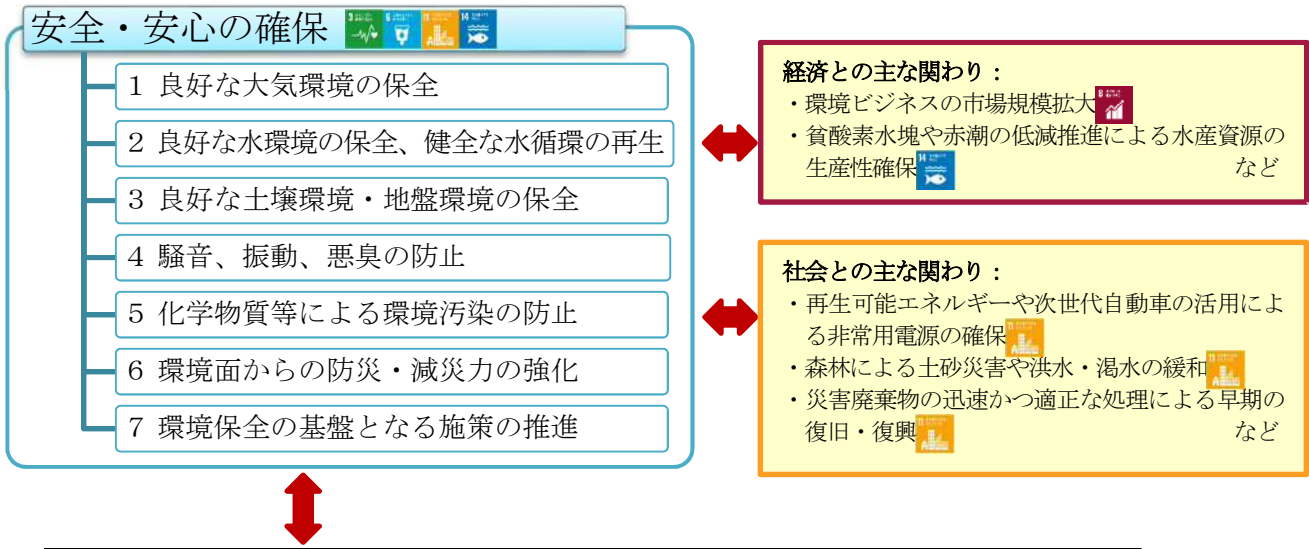 安全・安心の確保
1 良好な大気環境の保全
2 良好な水環境の保全、健全な水循環の再生
3 良好な土壌環境・地盤環境の保全
4 騒音、振動、悪臭の防止
5 化学物質等による環境汚染の防止
6 環境面からの防災・減災力の強化
7 環境保全の基盤となる施策の推進
経済との主な関わり：
・環境ビジネスの市場規模拡大
・貧酸素水塊や赤潮の低減推進による水産資源の
生産性確保 など
社会との主な関わり：
・再生可能エネルギーや次世代自動車の活用によ
る非常用電源の確保
・森林による土砂災害や洪水・渇水の緩和
・災害廃棄物の迅速かつ適正な処理による早期の
復旧・復興 など